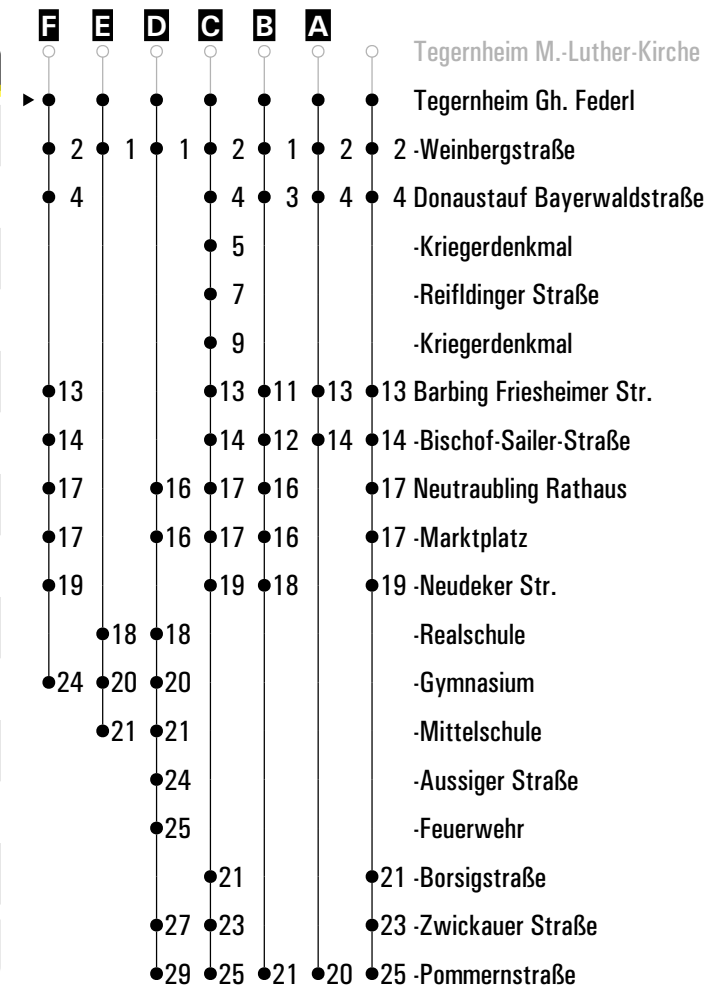 F E D C B A
Tegernheim M.-Luther-Kirche
Tegernheim Gh. Federl
2 1 1 2 1 2 2 -Weinbergstraße
4 4 3 4 4 Donaustauf Bayerwaldstraße
5 -Kriegerdenkmal
7 -Reifldinger Straße
9 -Kriegerdenkmal
13 13 11 13 13 Barbing Friesheimer Str.
14 14 12 14 14 -Bischof-Sailer-Straße
17 16 17 16 17 Neutraubling Rathaus
17 16 17 16 17 -Marktplatz
19 19 18 19 -Neudeker Str.
18 18 -Realschule
24 20 20 -Gymnasium
21 21 -Mittelschule
24 -Aussiger Straße
25 -Feuerwehr
21 21 -Borsigstraße
27 23 23 -Zwickauer Straße
29 25 21 20 25 -Pommernstraße